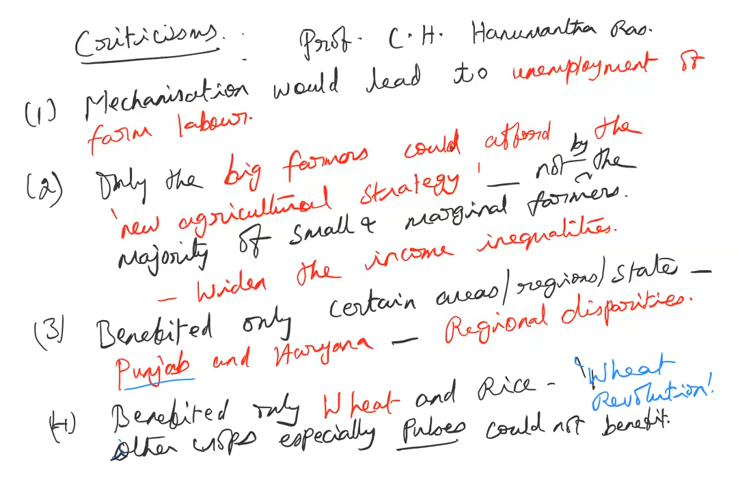 Criticisms. Prof. C.H. Hanumantha Rao.
(1) Mechanisation would lead to unemployment of
farm labour.
(2) Only the big farmers could afford the
'new agricultural strategy' — not by the
majority of small & marginal farmers.
— Widen the income inequalities.
(3) Benefited only certain areas/regions/state —
Punjab and Haryana — Regional disparities.
(4) Benefited only Wheat and Rice - 'Wheat
Revolution!
other crops especially Pulses could not benefit.